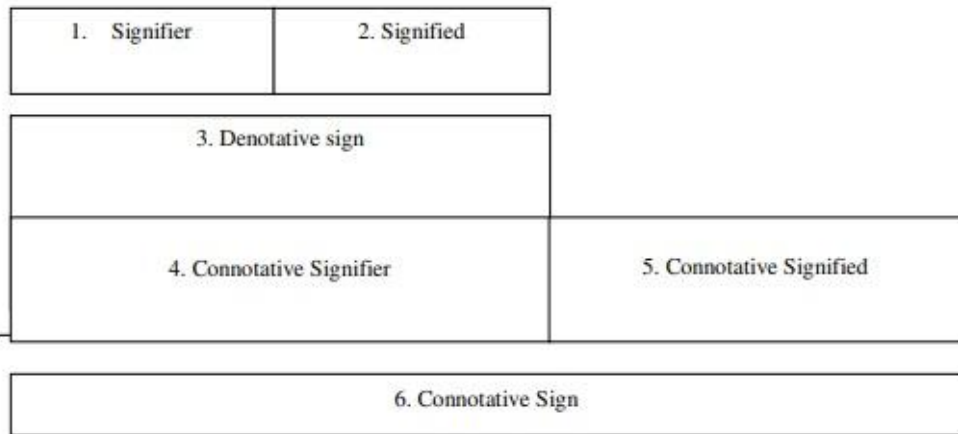 1. Signifier
2. Signified
3. Denotative sign
4. Connotative Signifier
5. Connotative Signified
6. Connotative Sign